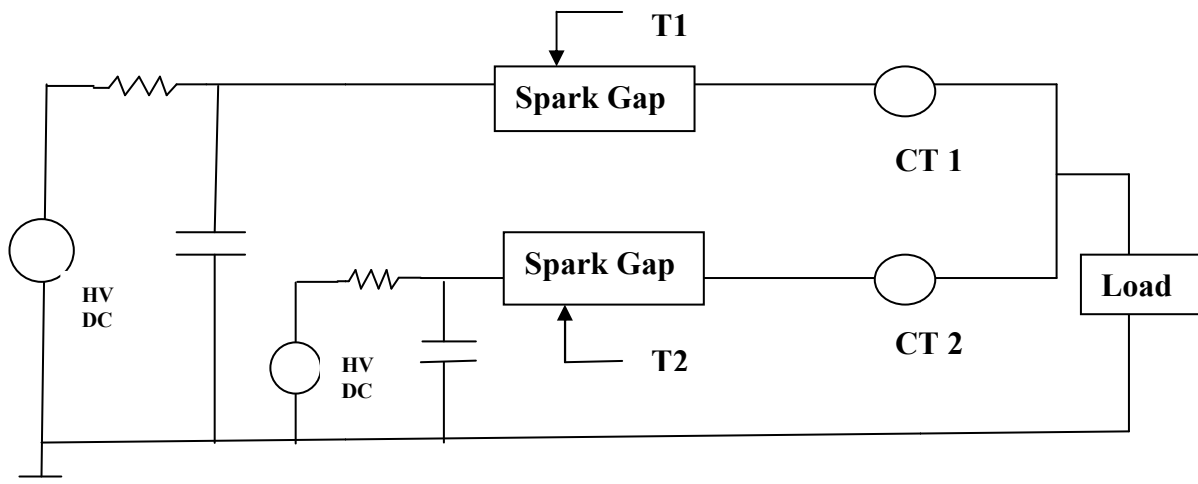 T1
Spark Gap
CT 1
Spark Gap
HV
DC
Load
T2
CT 2
HV
DC